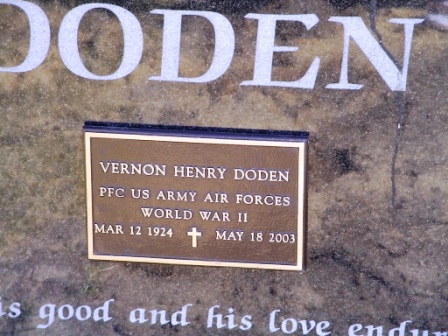 DODEN
VERNON HENRY DODEN
PFC US ARMY AIR FORCES
WORLD WAR II
MAR 12 1924 ✝ MAY 18 2003
is good and his love endur